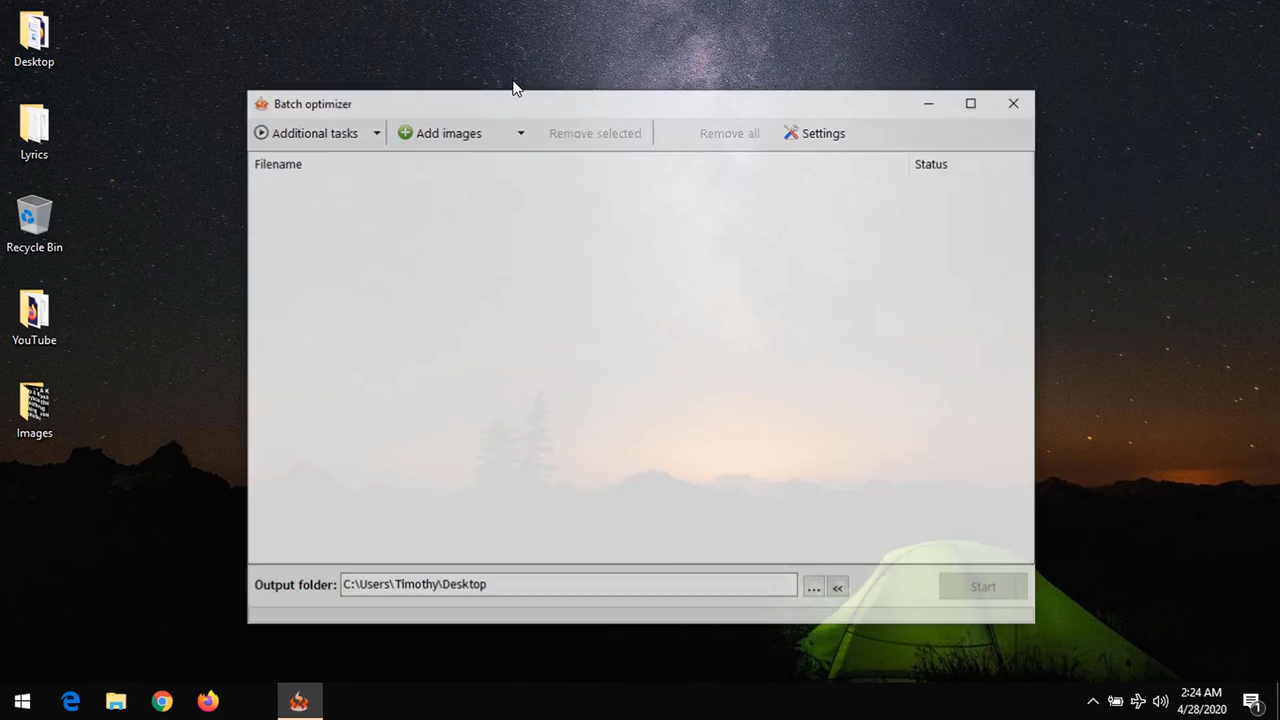 Desktop
Lyrics
Recycle Bin
YouTube
Images
Batch optimizer
Additional tasks
Add images
Remove selected
Remove all
Settings
Filename
Status
Output folder:
C:\Users\Timothy\Desktop
...
«
Start
2:24 AM
4/28/2020
1